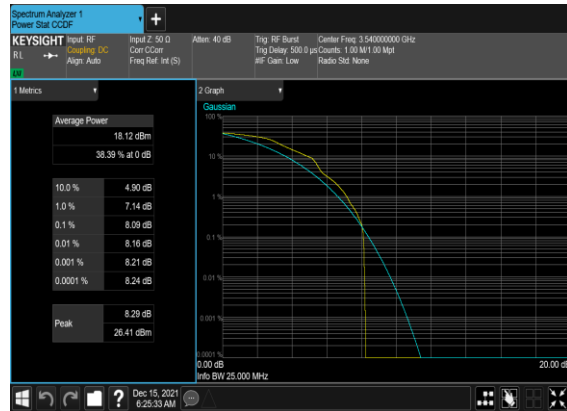 Spectrum Analyzer 1
Power Stat CCDF
KEYSIGHT
RL
Input: RF
Coupling: DC
Align: Auto
Input Z: 50 Ω
Corr CCorr
Freq Ref: Int (S)
Atten: 40 dB
Trig: RF Burst
Trig Delay: 500.0 µs
#IF Gain: Low
Center Freq: 3.540000000 GHz
Counts: 1.00 M/1.00 Mpt
Radio Std: None
1 Metrics
Average Power
18.12 dBm
38.39 % at 0 dB
10.0 % 4.90 dB
1.0 % 7.14 dB
0.1 % 8.09 dB
0.01 % 8.16 dB
0.001 % 8.21 dB
0.0001 % 8.24 dB
Peak
8.29 dB
26.41 dBm
2 Graph
Gaussian
100 %
10 %
1 %
0.1 %
0.01 %
0.001 %
0.0001 %
0.00 dB
20.00 dB
Info BW 25.000 MHz
Dec 15, 2021
6:25:33 AM